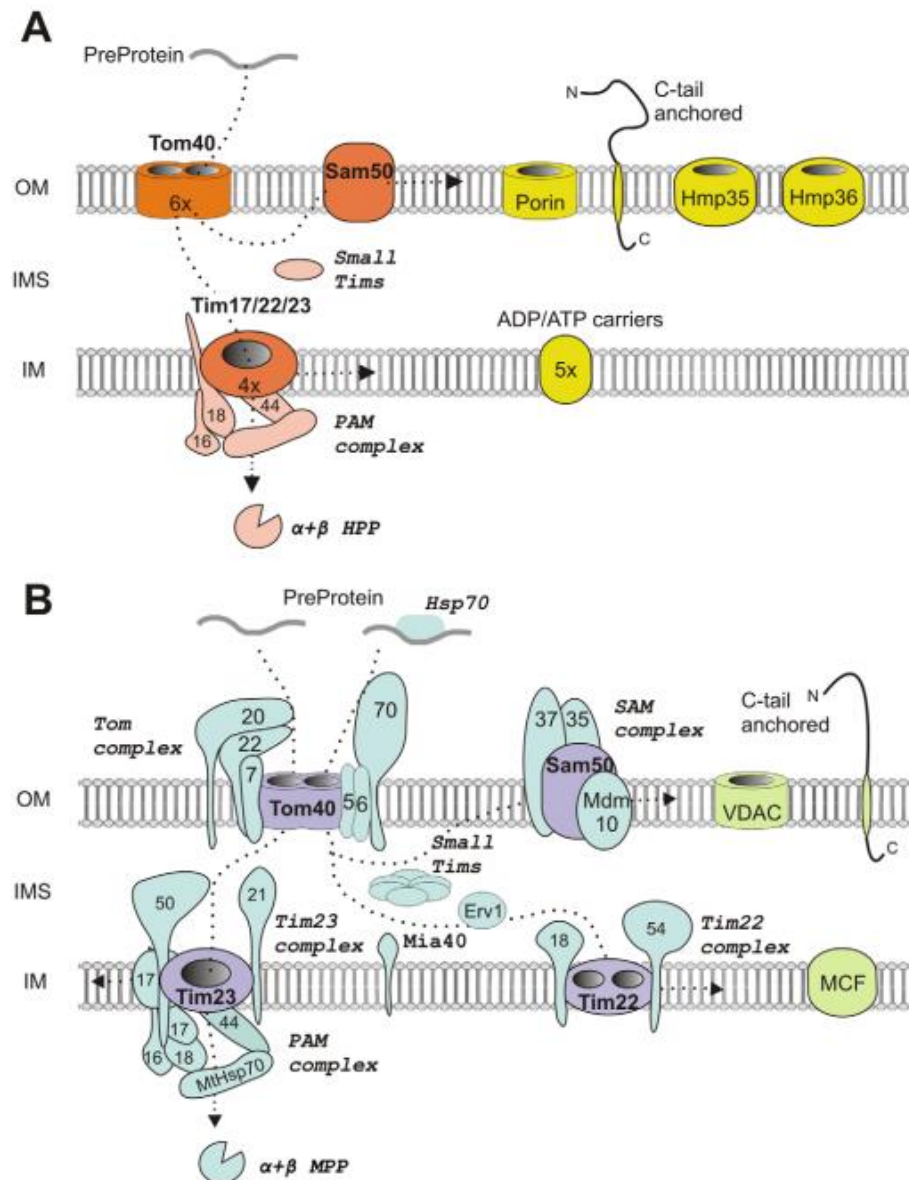 A
PreProtein
Tom40
Sam50
C-tail
anchored
N
C
OM
6x
Porin
Hmp35
Hmp36
IMS
Small
Tims
Tim17/22/23
ADP/ATP carriers
IM
4x
5x
44
18
16
PAM
complex
α+β HPP
B
PreProtein
Hsp70
Tom
complex
20
22
7
70
37
35
SAM
complex
C-tail
anchored
N
C
OM
Tom40
5
6
Sam50
Mdm
10
VDAC
Small
Tims
IMS
50
21
Tim23
complex
Erv1
Mia40
18
54
Tim22
complex
IM
17
Tim23
Tim22
MCF
44
17
16
18
MtHsp70
PAM
complex
α+β MPP